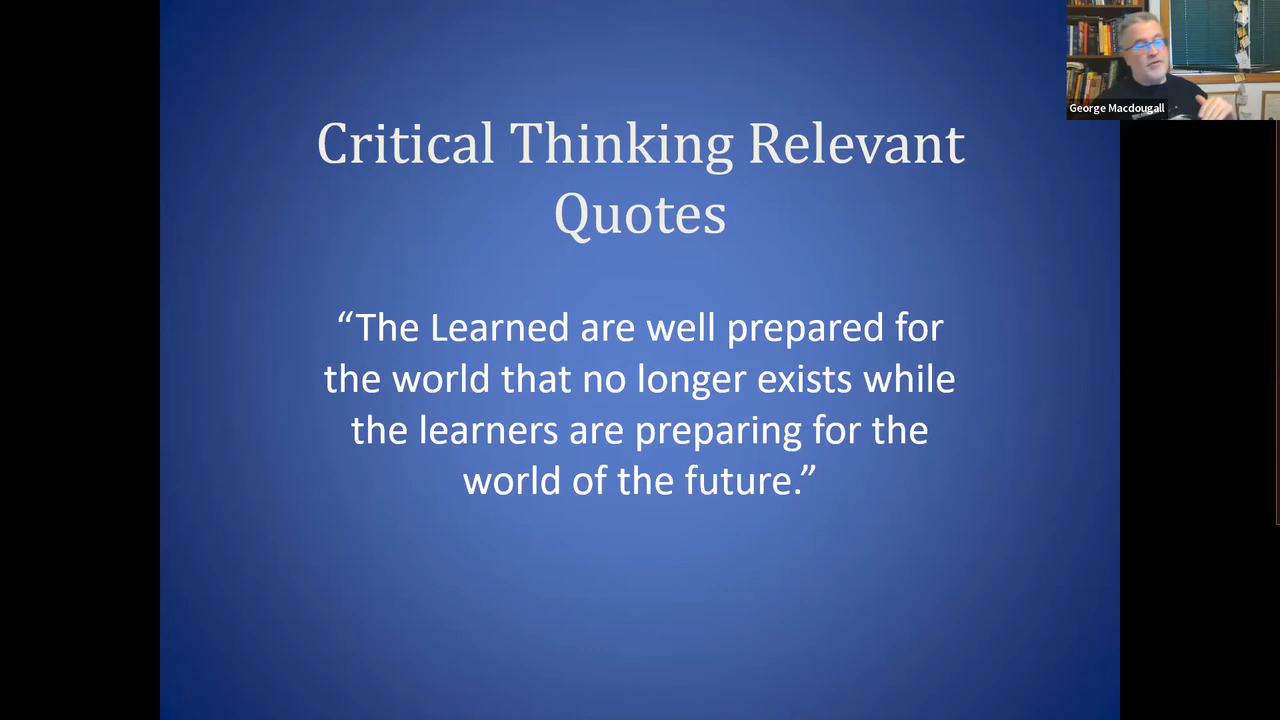 Critical Thinking Relevant
Quotes
“The Learned are well prepared for
the world that no longer exists while
the learners are preparing for the
world of the future.”
George Macdougall